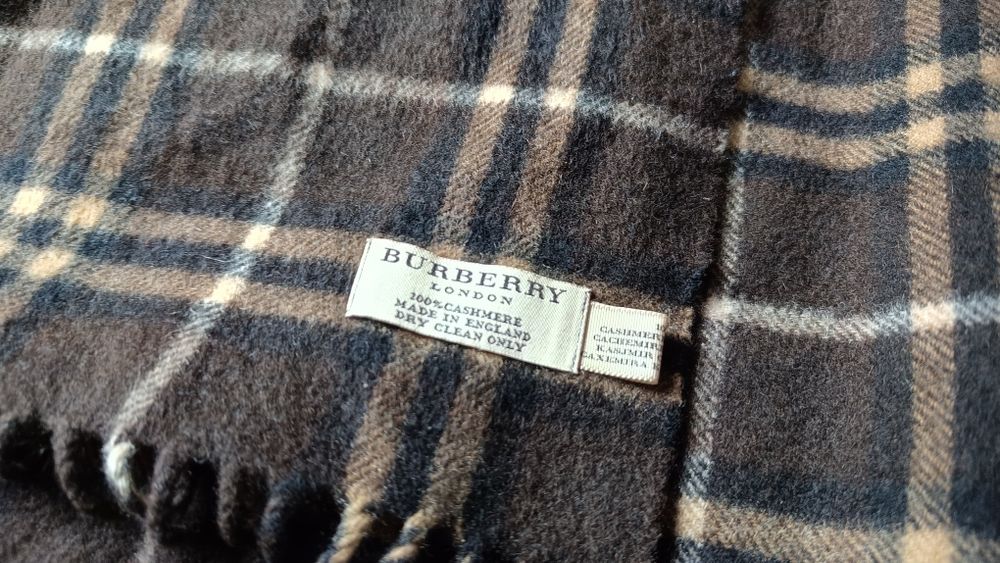 BURBERRY
LONDON
100% CASHMERE
MADE IN ENGLAND
DRY CLEAN ONLY
CASHMER
CACHEMIR
KASJMIR
CAXEMIRA